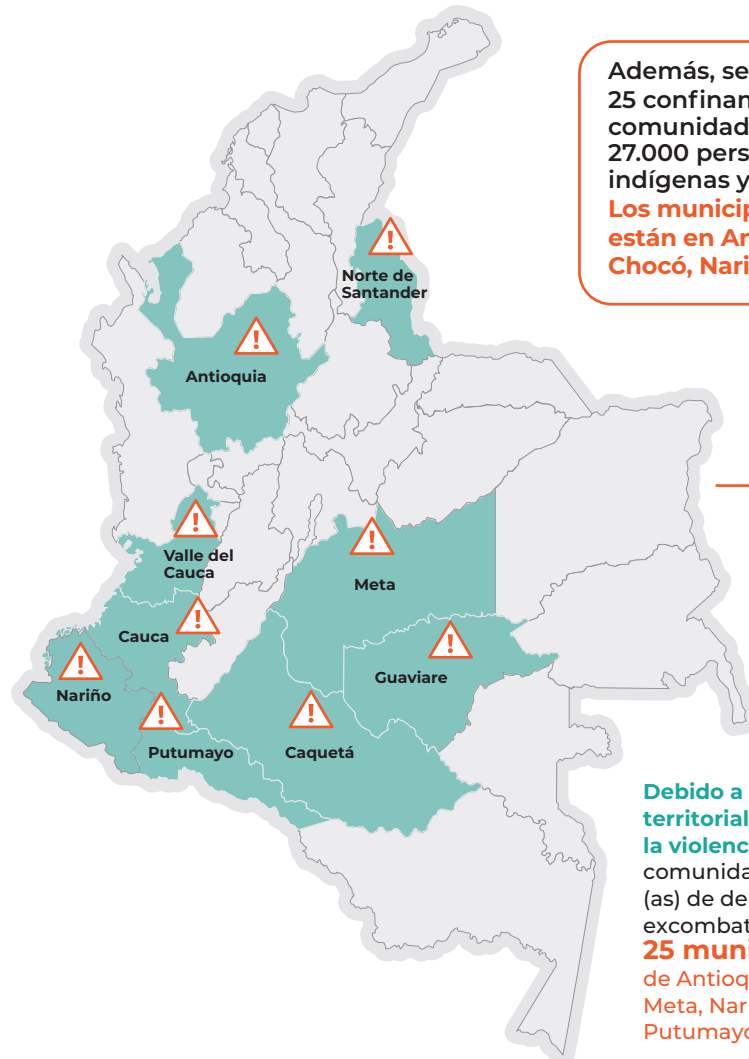 Además, se
25 confinan
comunidad
27.000 pers
indígenas y
Los municip
están en An
Chocó, Nari
!
Norte de
Santander
!
Antioquia
!
Valle del
Cauca
!
Meta
!
Cauca
!
Guaviare
!
Nariño
!
Putumayo
!
Caquetá
Debido a
territorial
la violenc
comunida
(as) de de
excombat
25 muni
de Antioq
Meta, Nar
Putumayo